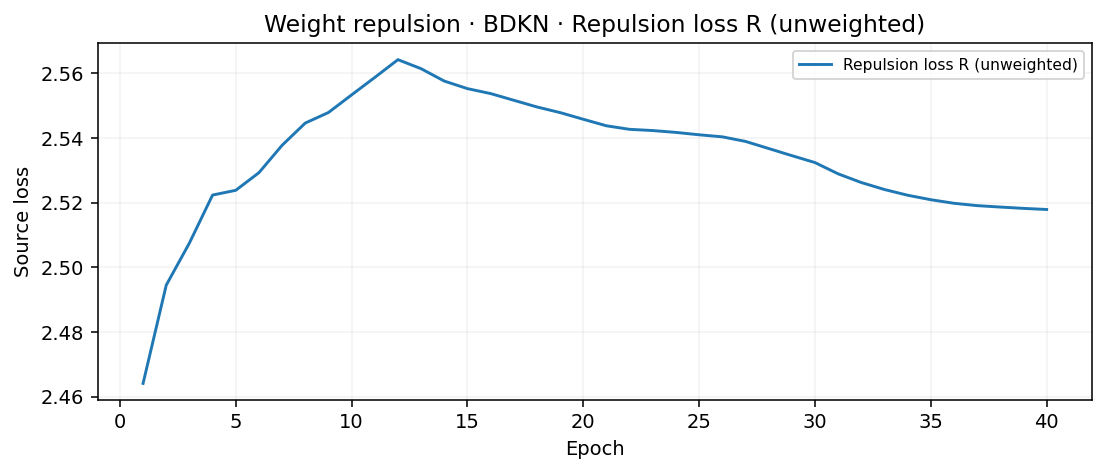 Weight repulsion · BDKN · Repulsion loss R (unweighted)
Repulsion loss R (unweighted)
Source loss
2.56
2.54
2.52
2.50
2.48
2.46
0 5 10 15 20 25 30 35 40
Epoch